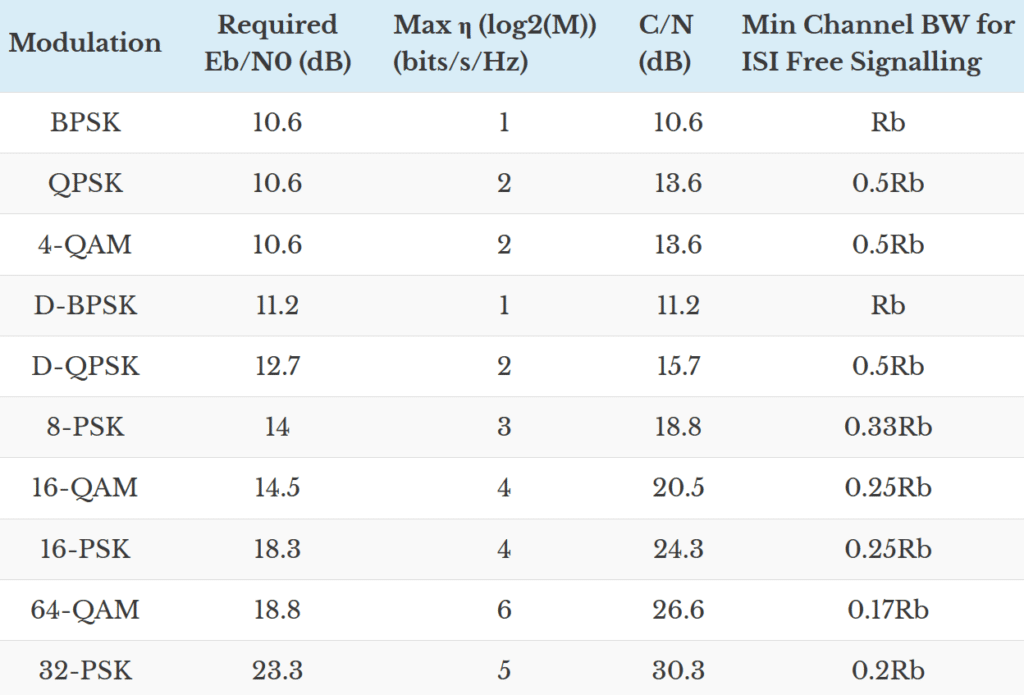 Modulation Required Eb/N0 (dB) Max η (log2(M)) (bits/s/Hz) C/N (dB) Min Channel BW for ISI Free Signalling
BPSK 10.6 1 10.6 Rb
QPSK 10.6 2 13.6 0.5Rb
4-QAM 10.6 2 13.6 0.5Rb
D-BPSK 11.2 1 11.2 Rb
D-QPSK 12.7 2 15.7 0.5Rb
8-PSK 14 3 18.8 0.33Rb
16-QAM 14.5 4 20.5 0.25Rb
16-PSK 18.3 4 24.3 0.25Rb
64-QAM 18.8 6 26.6 0.17Rb
32-PSK 23.3 5 30.3 0.2Rb